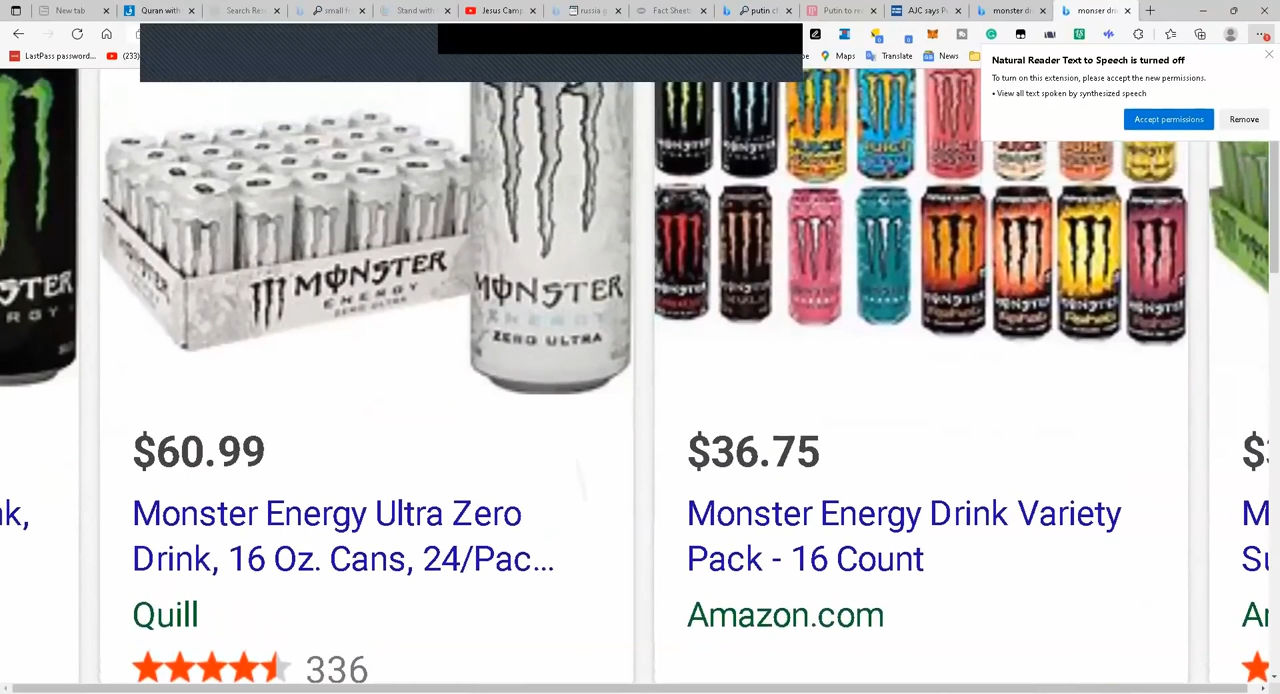 New tab
Quran with
Search Re
small f
Stand with
Jesus Camp
russia g
Fact Sheet
putin c
Putin to re
AJC says P
monster d
monser dri
LastPass password...
(233)
Maps
Translate
News
Natural Reader Text to Speech is turned off
To turn on this extension, please accept the new permissions.
• View all text spoken by synthesized speech
Accept permissions
Remove
MONSTER
ENERGY
ZERO ULTRA
MONSTER
ENERGY
ZERO ULTRA
$60.99
Monster Energy Ultra Zero
Drink, 16 Oz. Cans, 24/Pac...
Quill
336
$36.75
Monster Energy Drink Variety
Pack - 16 Count
Amazon.com